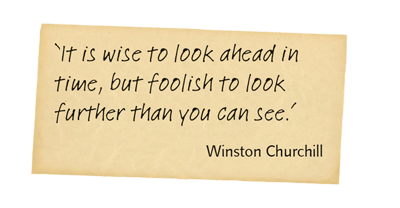 ‘It is wise to look ahead in
time, but foolish to look
further than you can see.’
Winston Churchill